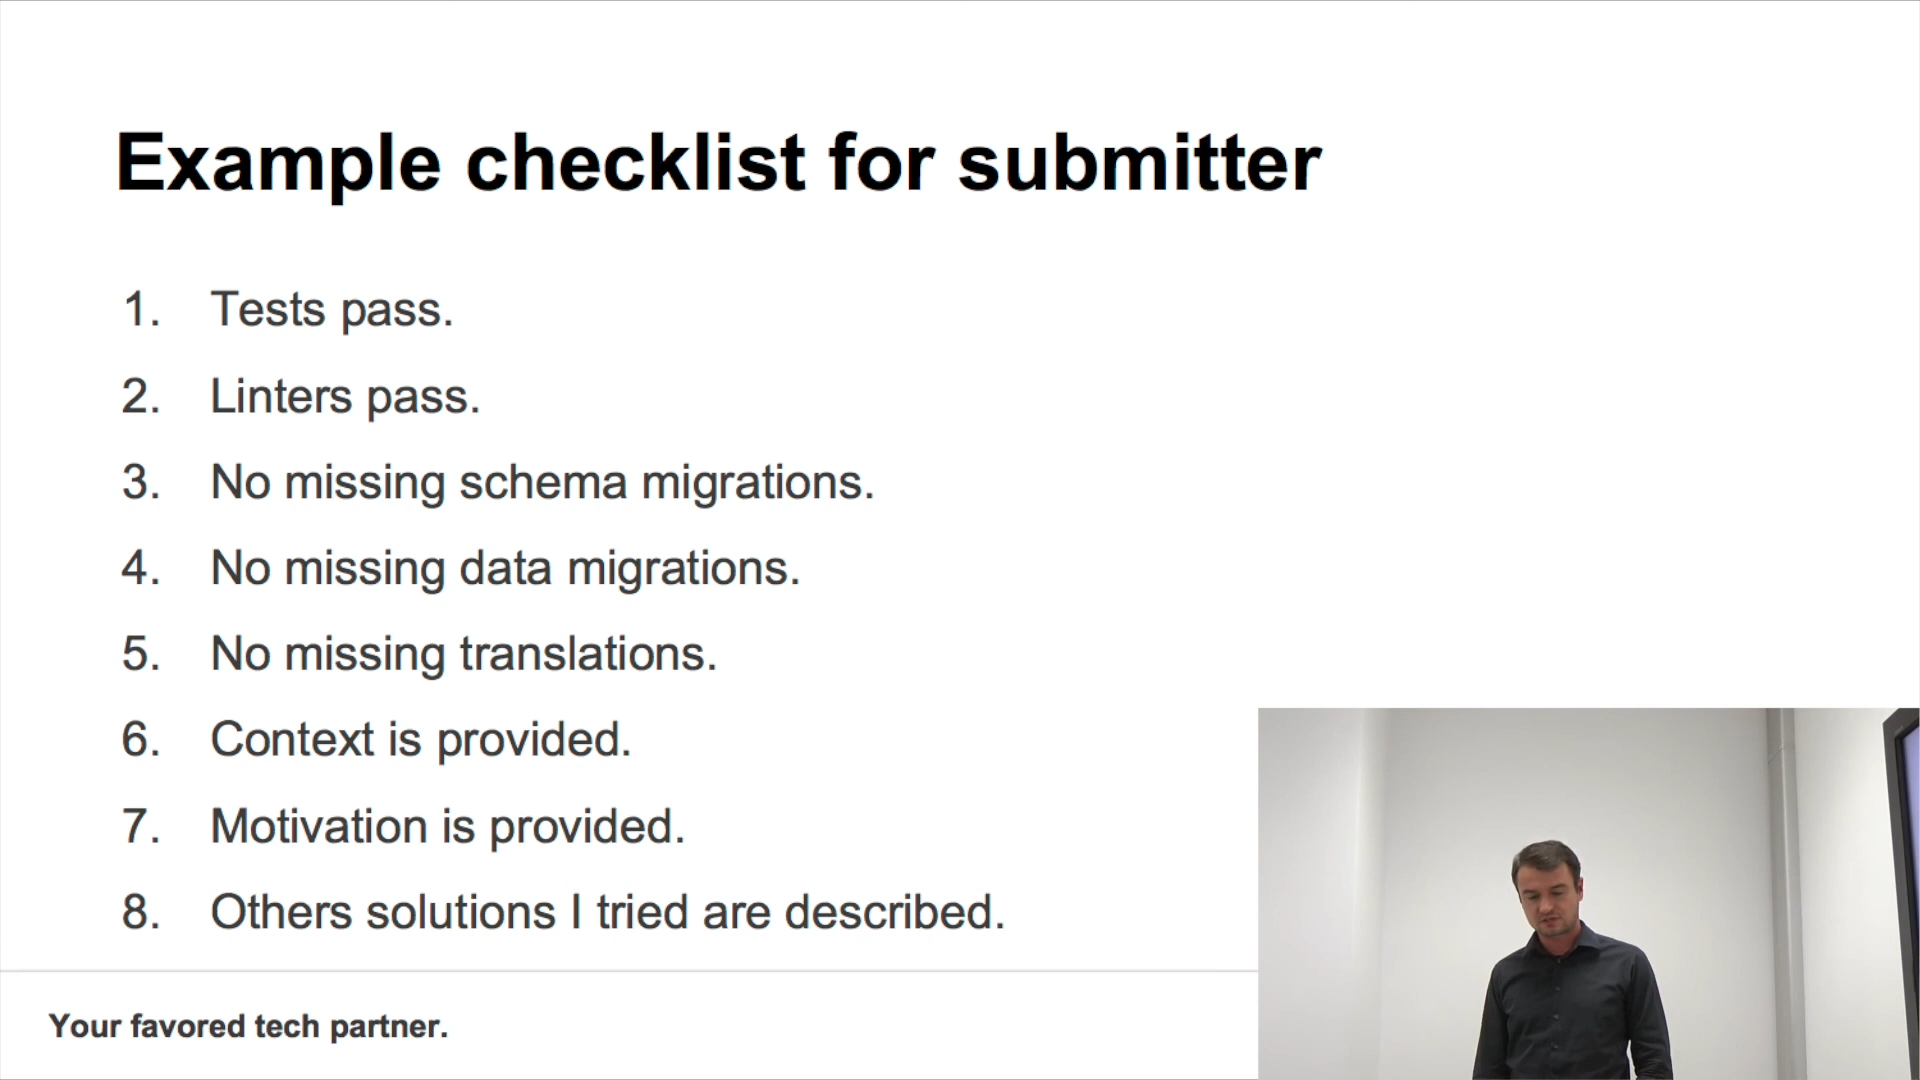 Example checklist for submitter
1. Tests pass.
2. Linters pass.
3. No missing schema migrations.
4. No missing data migrations.
5. No missing translations.
6. Context is provided.
7. Motivation is provided.
8. Others solutions I tried are described.
Your favored tech partner.